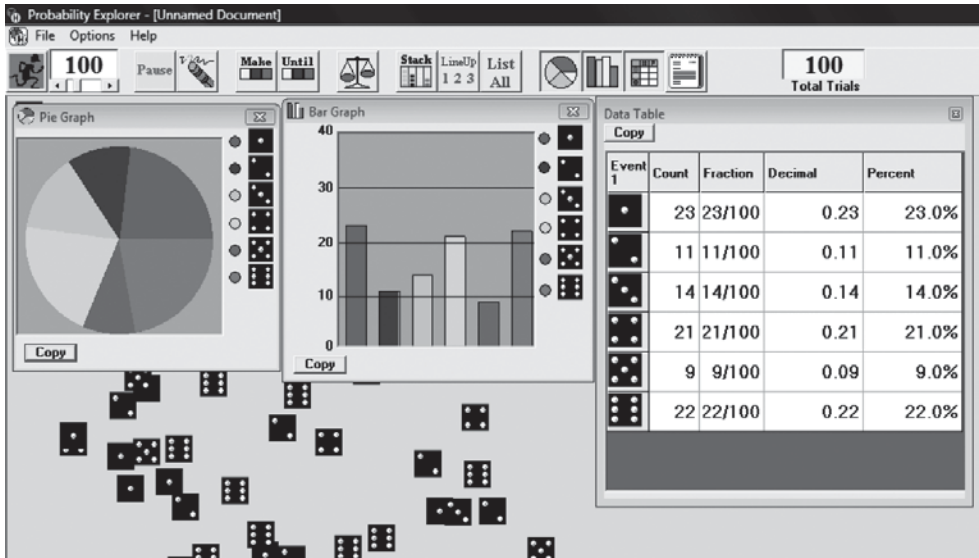 Probability Explorer - [Unnamed Document]
File Options Help
100
Pause
Make
Until
Stack
LineUp
1 2 3
List
All
100
Total Trials
Pie Graph
Copy
Bar Graph
40
30
20
10
0
Copy
Data Table
Copy
Event 1 Count Fraction Decimal Percent
23 23/100 0.23 23.0%
11 11/100 0.11 11.0%
14 14/100 0.14 14.0%
21 21/100 0.21 21.0%
9 9/100 0.09 9.0%
22 22/100 0.22 22.0%